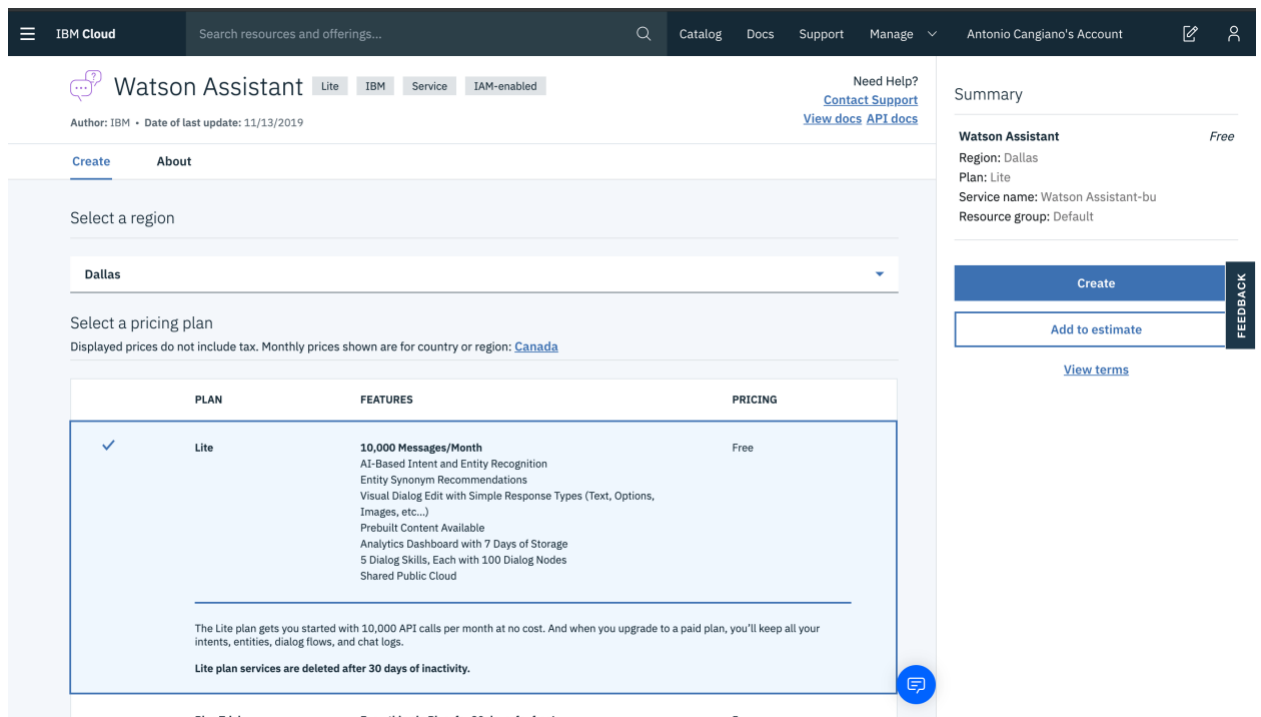 IBM Cloud
Search resources and offerings...
Catalog
Docs
Support
Manage
Antonio Cangiano's Account
Watson Assistant
Lite
IBM
Service
IAM-enabled
Author: IBM • Date of last update: 11/13/2019
Need Help?
Contact Support
View docs API docs
Create
About
Select a region
Dallas
Select a pricing plan
Displayed prices do not include tax. Monthly prices shown are for country or region: Canada
PLAN FEATURES PRICING
Lite
10,000 Messages/Month
Free
AI-Based Intent and Entity Recognition
Entity Synonym Recommendations
Visual Dialog Edit with Simple Response Types (Text, Options,
Images, etc...)
Prebuilt Content Available
Analytics Dashboard with 7 Days of Storage
5 Dialog Skills, Each with 100 Dialog Nodes
Shared Public Cloud
The Lite plan gets you started with 10,000 API calls per month at no cost. And when you upgrade to a paid plan, you'll keep all your
intents, entities, dialog flows, and chat logs.
Lite plan services are deleted after 30 days of inactivity.
Summary
Watson Assistant
Free
Region: Dallas
Plan: Lite
Service name: Watson Assistant-bu
Resource group: Default
Create
Add to estimate
View terms
FEEDBACK